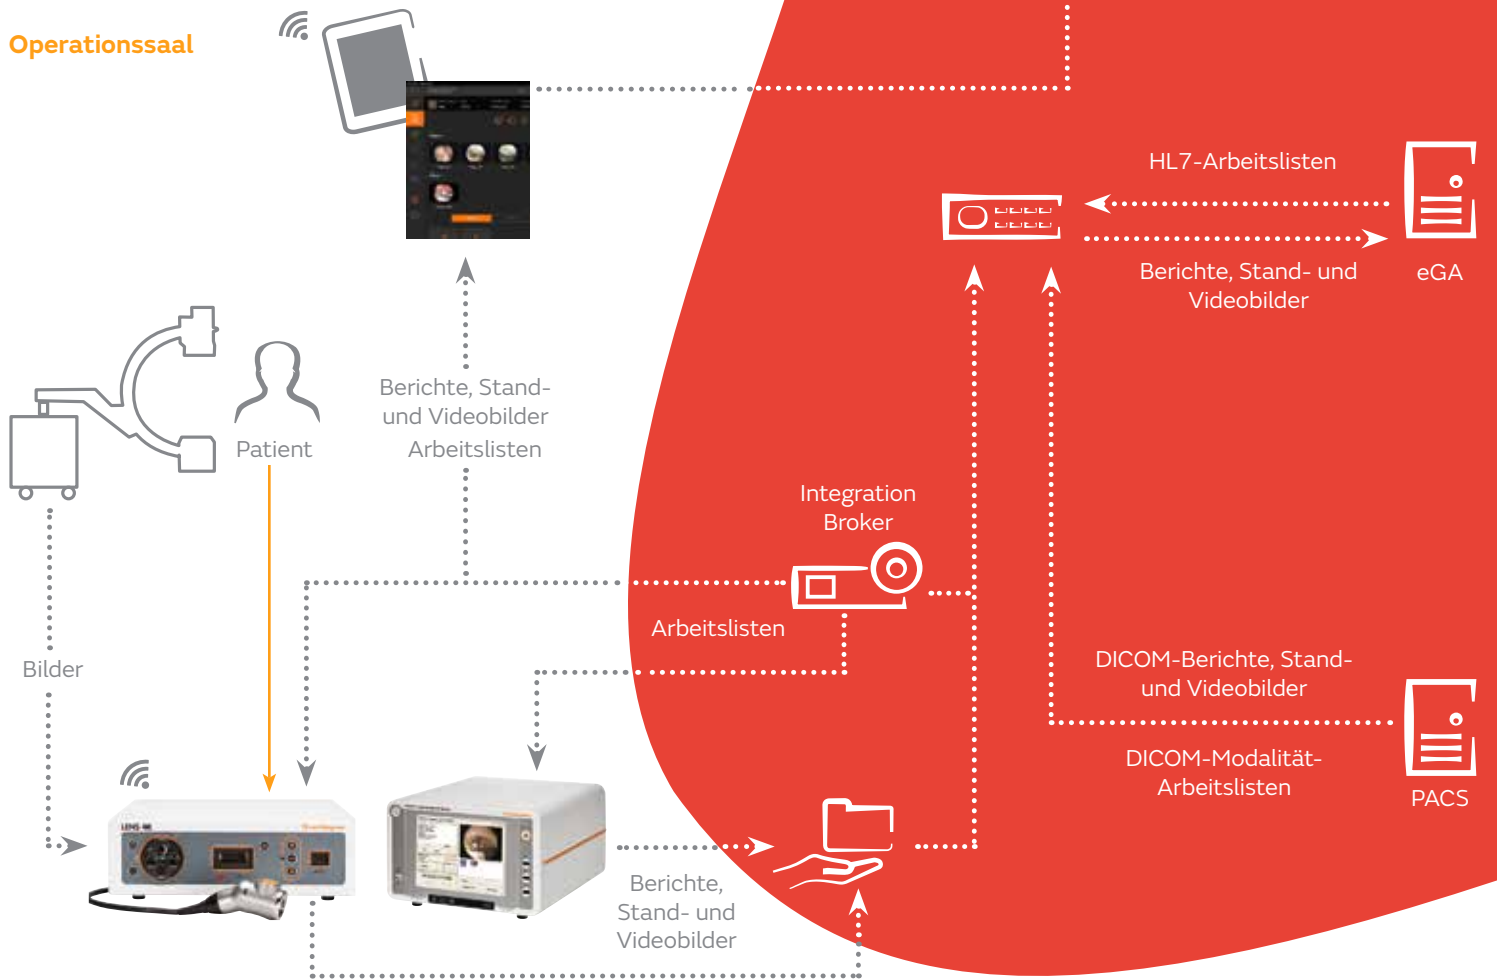 Operationssaal
HL7-Arbeitslisten
Berichte, Stand- und
Videobilder
eGA
Berichte, Stand-
und Videobilder
Arbeitslisten
Patient
Integration
Broker
Arbeitslisten
Bilder
DICOM-Berichte, Stand-
und Videobilder
DICOM-Modalität-
Arbeitslisten
PACS
Berichte,
Stand- und
Videobilder